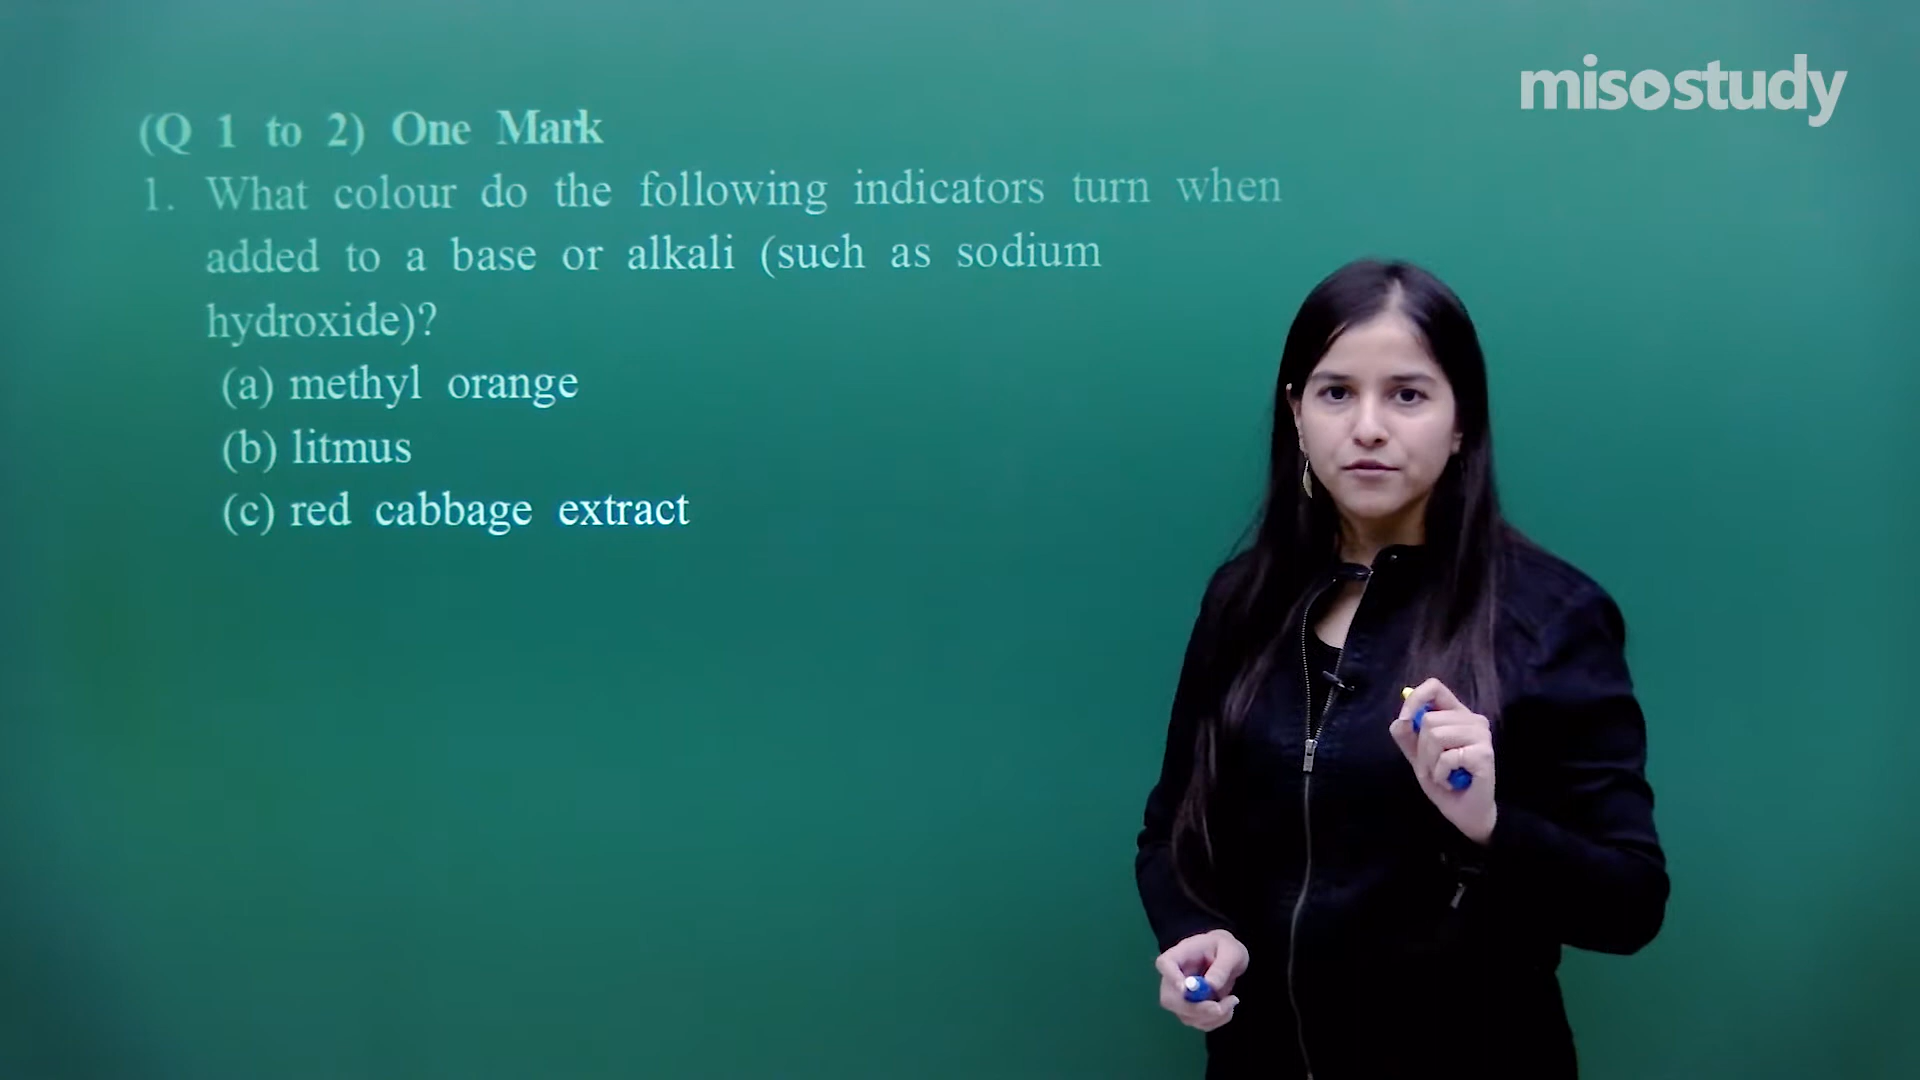 misostudy
(Q 1 to 2) One Mark
1. What colour do the following indicators turn when
added to a base or alkali (such as sodium
hydroxide)?
(a) methyl orange
(b) litmus
(c) red cabbage extract